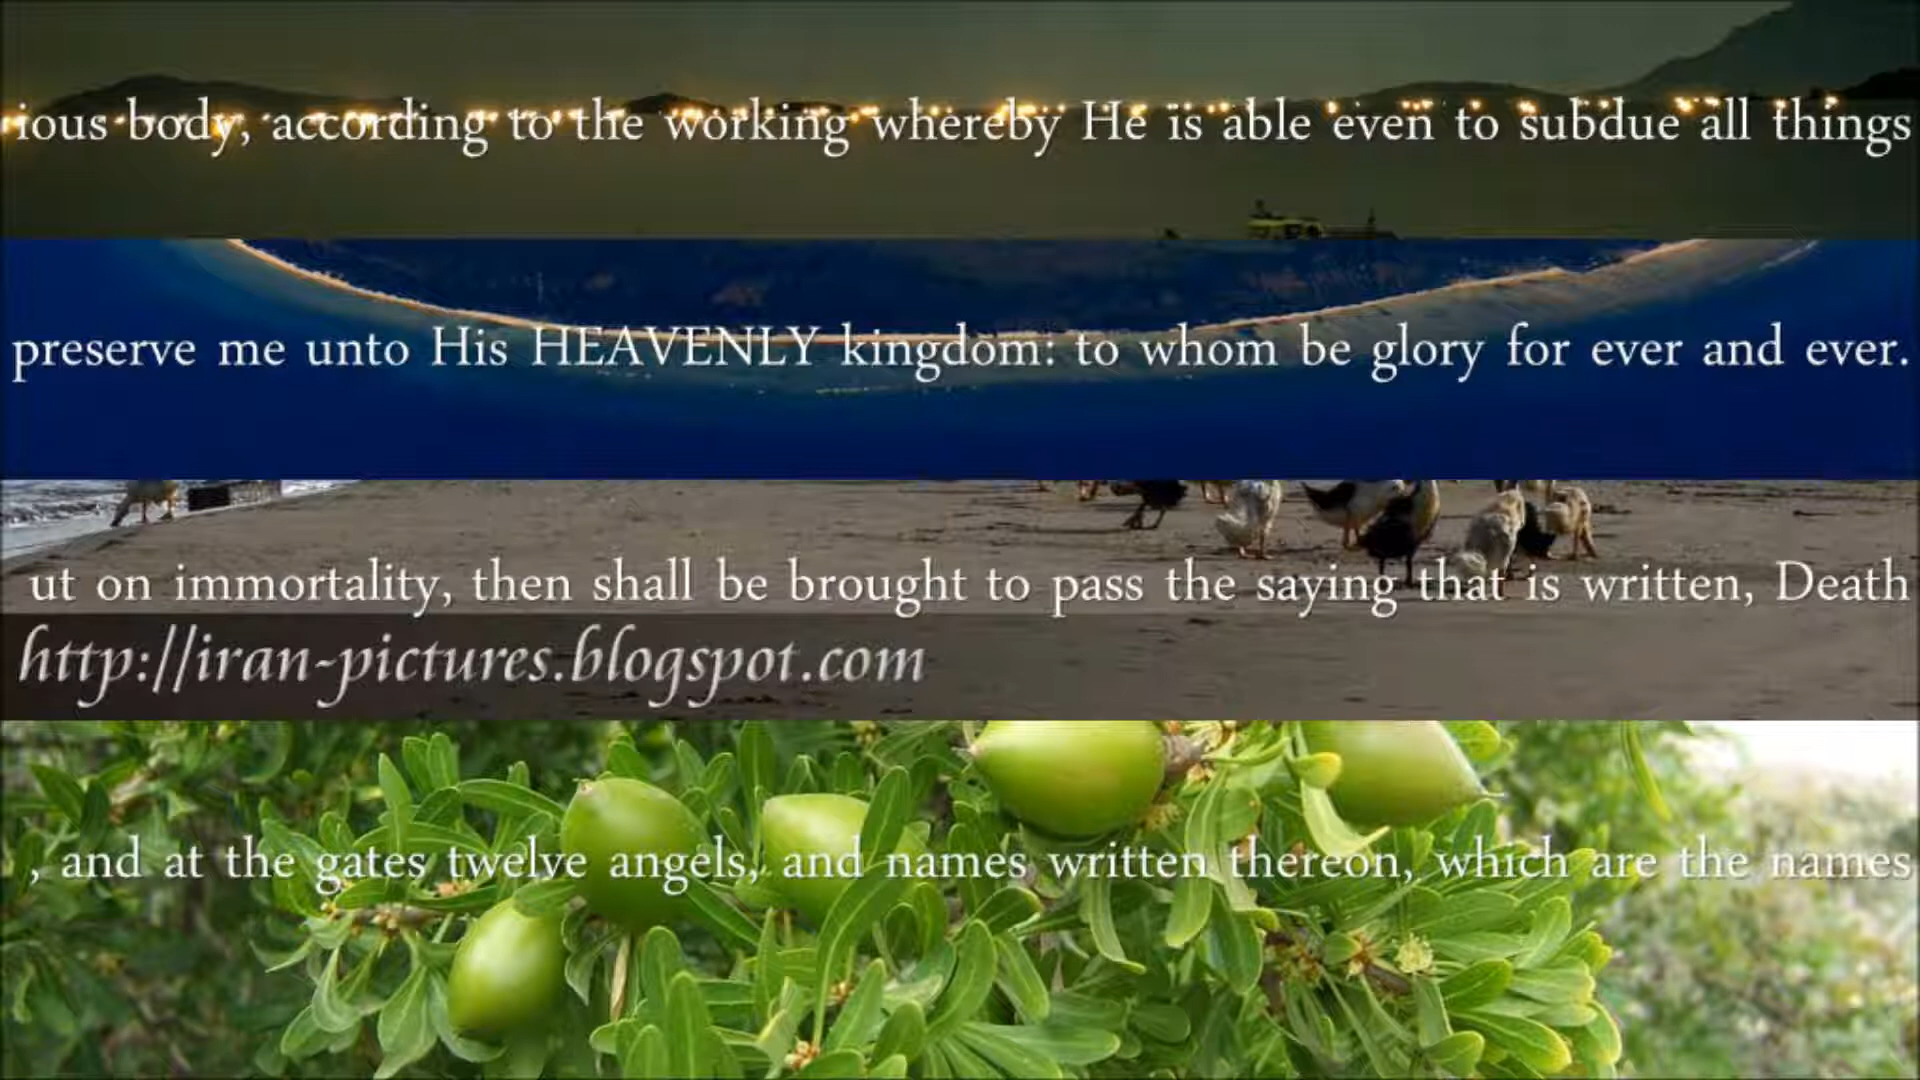 ious body, according to the working whereby He is able even to subdue all things
preserve me unto His HEAVENLY kingdom: to whom be glory for ever and ever.
ut on immortality, then shall be brought to pass the saying that is written, Death
http://iran-pictures.blogspot.com
, and at the gates twelve angels, and names written thereon, which are the names